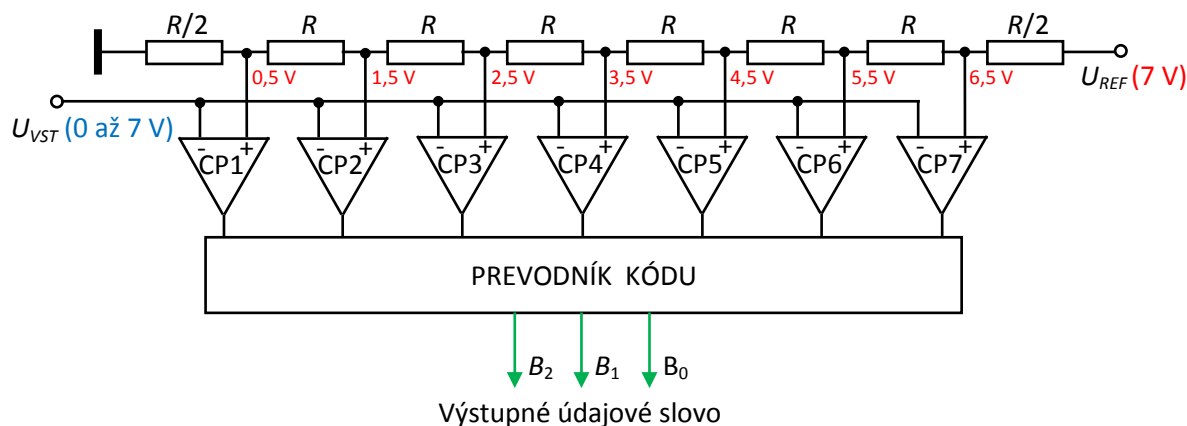 R/2 R R R R R R R/2
0,5 V 1,5 V 2,5 V 3,5 V 4,5 V 5,5 V 6,5 V
U_REF (7 V)
U_VST (0 až 7 V)
- + - + - + - + - + - + - +
CP1 CP2 CP3 CP4 CP5 CP6 CP7
PREVODNÍK KÓDU
B₂ B₁ B₀
Výstupné údajové slovo